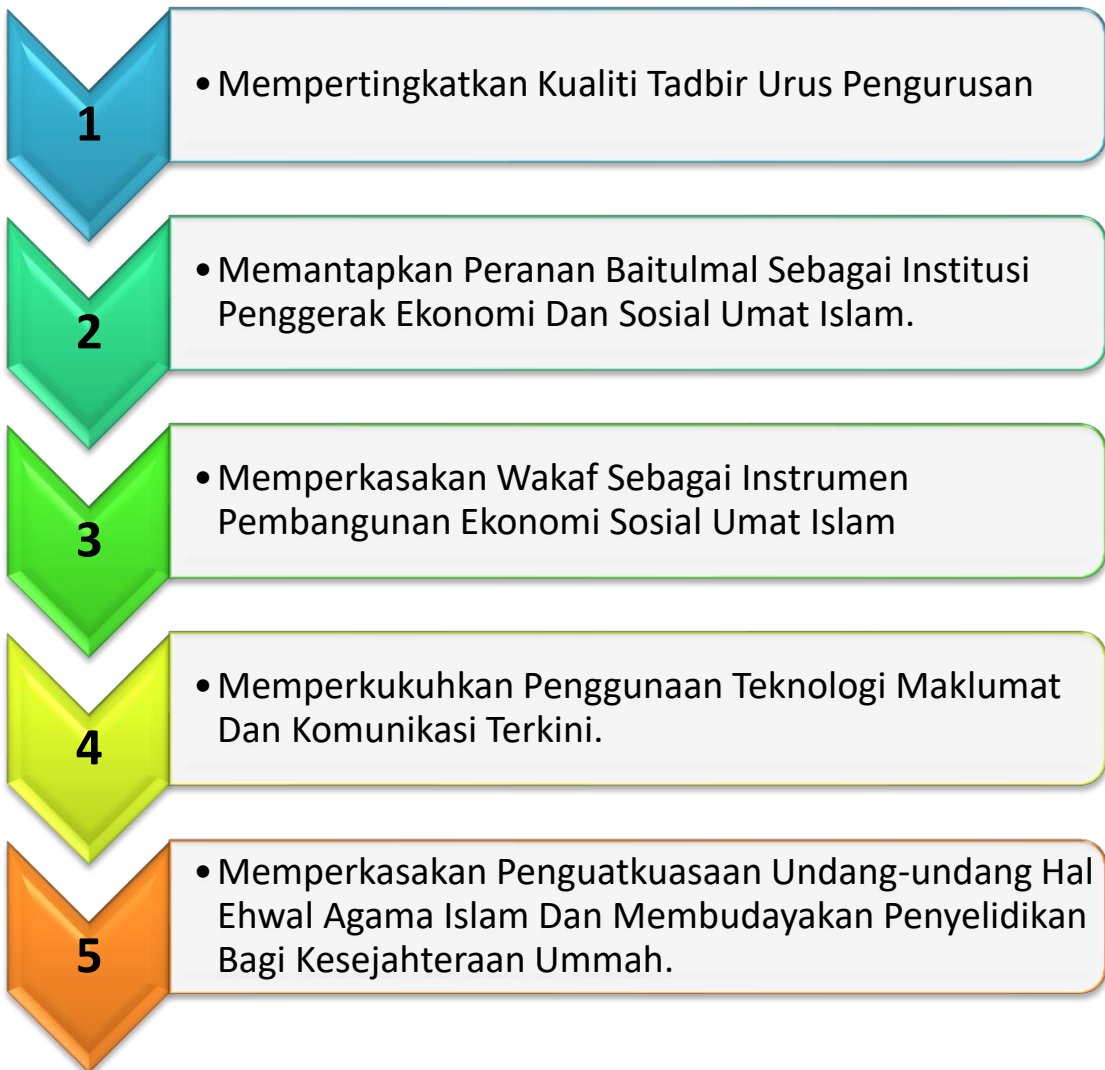 1
• Mempertingkatkan Kualiti Tadbir Urus Pengurusan
2
• Memantapkan Peranan Baitulmal Sebagai Institusi
Penggerak Ekonomi Dan Sosial Umat Islam.
3
• Memperkasakan Wakaf Sebagai Instrumen
Pembangunan Ekonomi Sosial Umat Islam
4
• Memperkukuhkan Penggunaan Teknologi Maklumat
Dan Komunikasi Terkini.
5
• Memperkasakan Penguatkuasaan Undang-undang Hal
Ehwal Agama Islam Dan Membudayakan Penyelidikan
Bagi Kesejahteraan Ummah.